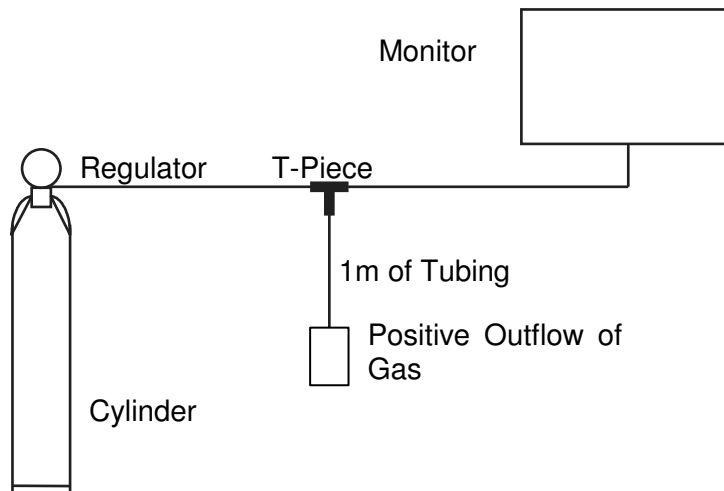 Monitor
Regulator
T-Piece
1m of Tubing
Positive Outflow of
Gas
Cylinder